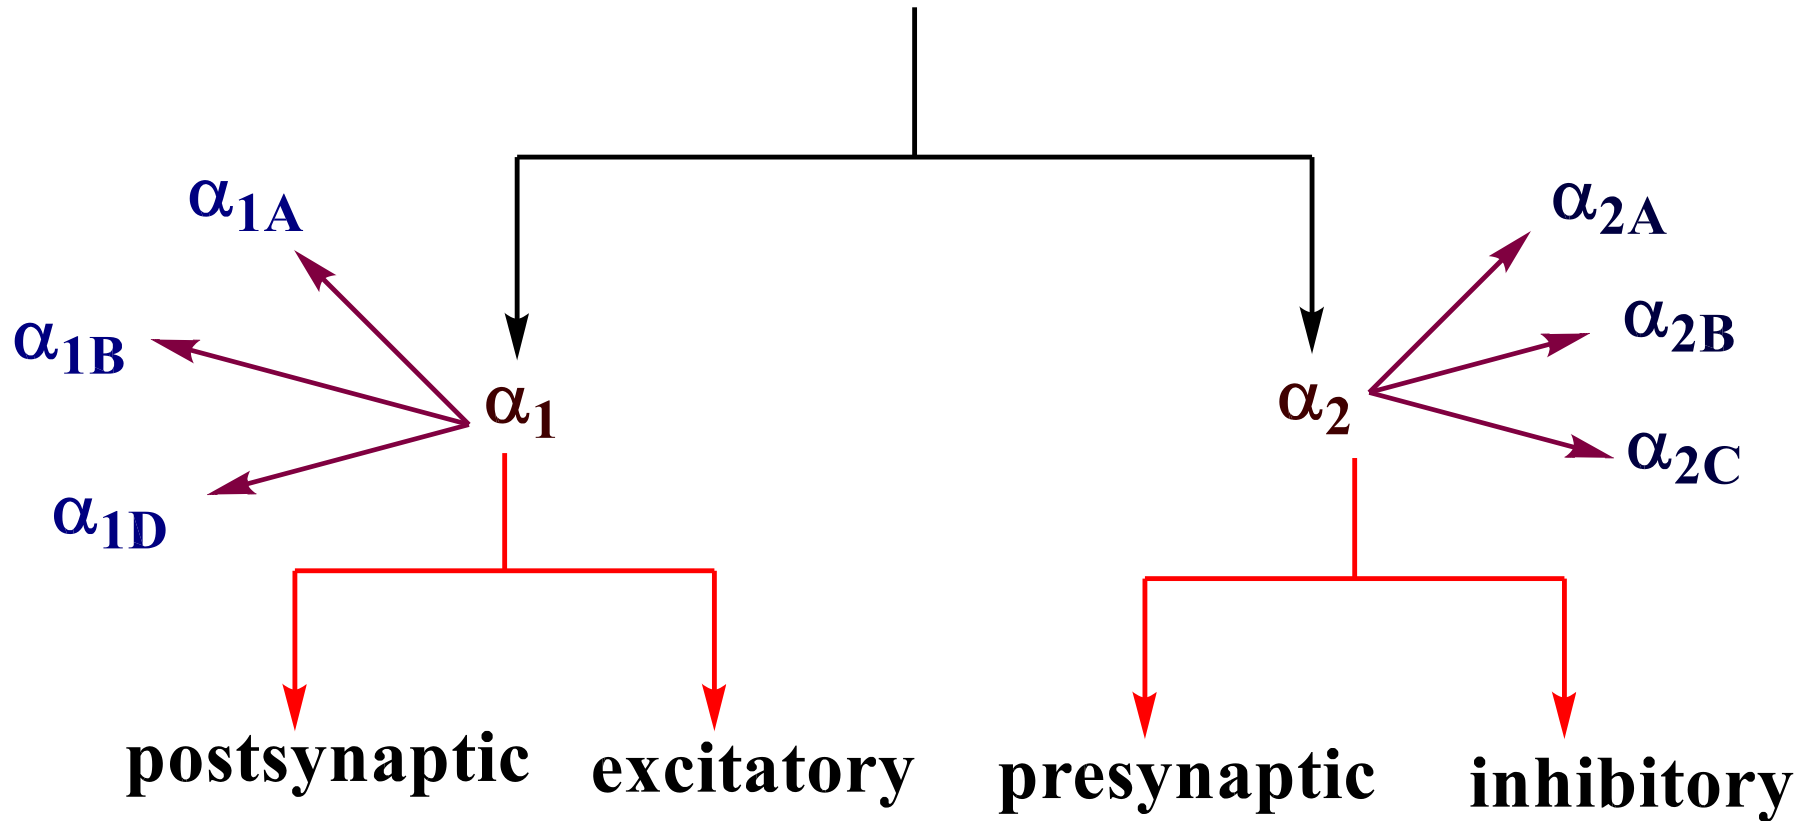 α1A
α2A
α1B
α2B
α1
α2
α2C
α1D
postsynaptic
excitatory
presynaptic
inhibitory